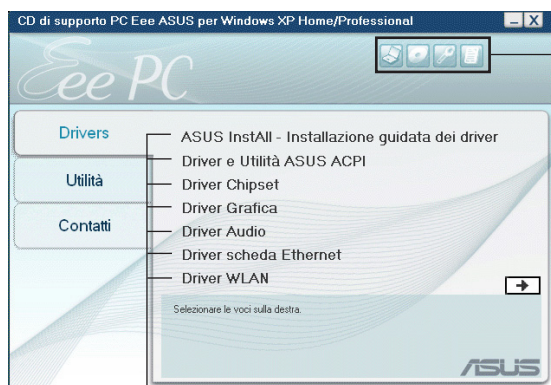 CD di supporto PC Eee ASUS per Windows XP Home/Professional
Eee PC
Drivers
Utilità
Contatti
ASUS InstAll - Installazione guidata dei driver
Driver e Utilità ASUS ACPI
Driver Chipset
Driver Grafica
Driver Audio
Driver scheda Ethernet
Driver WLAN
Selezionare le voci sulla destra.
ASUS